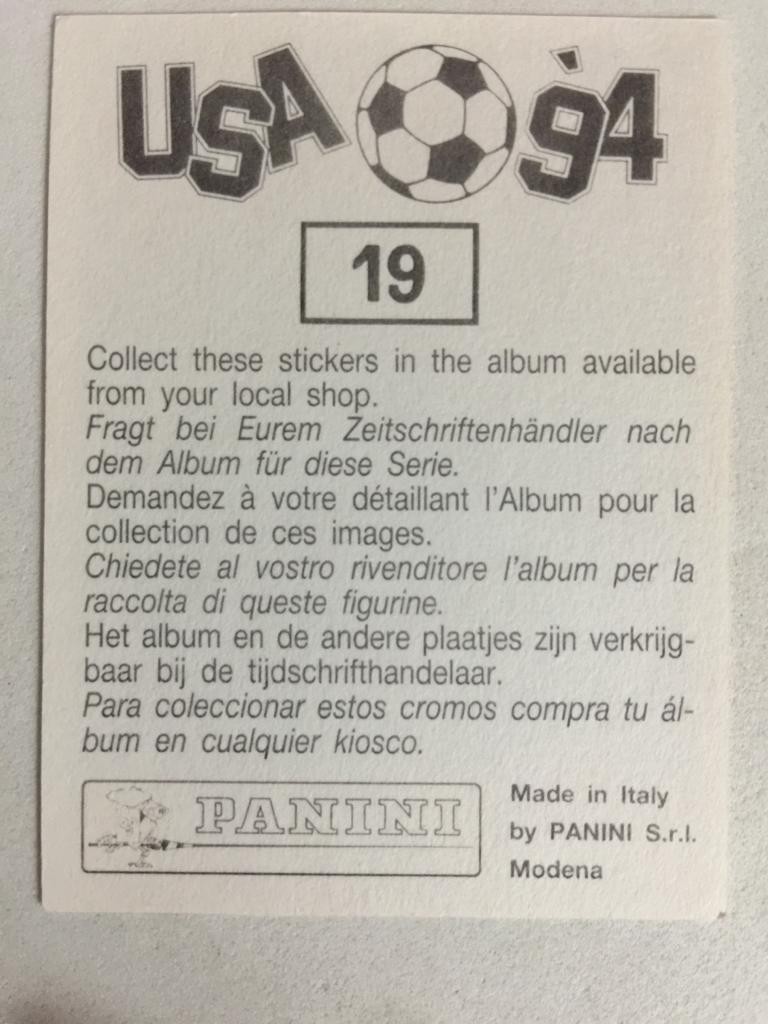 USA '94
19
Collect these stickers in the album available
from your local shop.
Fragt bei Eurem Zeitschriftenhändler nach
dem Album für diese Serie.
Demandez à votre détaillant l'Album pour la
collection de ces images.
Chiedete al vostro rivenditore l'album per la
raccolta di queste figurine.
Het album en de andere plaatjes zijn verkrijg-
baar bij de tijdschrifthandelaar.
Para coleccionar estos cromos compra tu ál-
bum en cualquier kiosco.
PANINI
Made in Italy
by PANINI S.r.l.
Modena